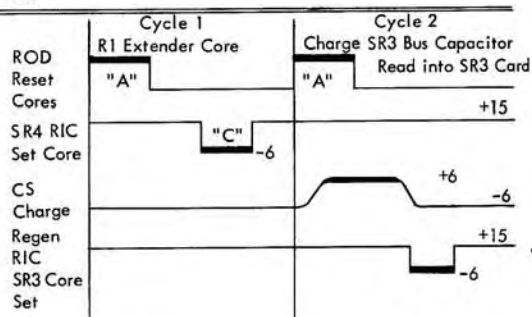 Cycle 1
Cycle 2
R1 Extender Core
Charge SR3 Bus Capacitor
ROD
Reset
Cores
"A"
"A"
Read into SR3 Card
+15
SR4 RIC
Set Core
"C"
-6
CS
Charge
+6
-6
Regen
RIC
SR3 Core
Set
+15
-6